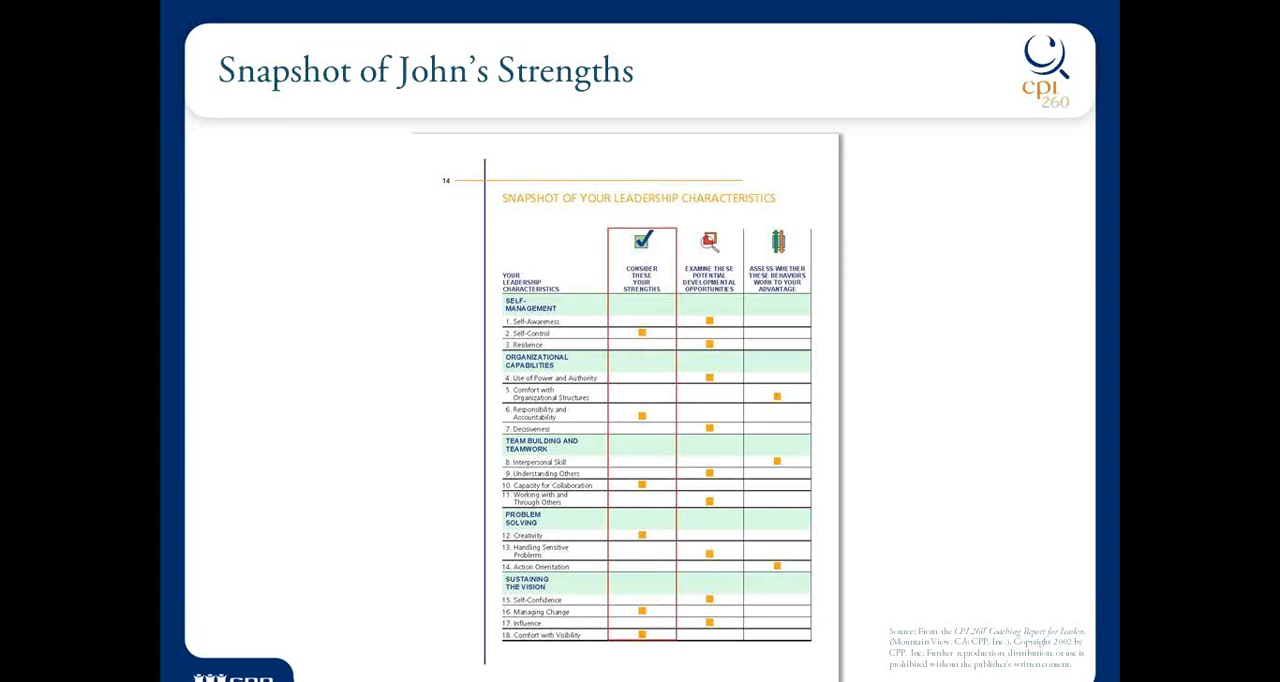 Snapshot of John's Strengths
cpi
260
14
SNAPSHOT OF YOUR LEADERSHIP CHARACTERISTICS
YOUR
LEADERSHIP
CHARACTERISTICS
CONSIDER
THESE
YOUR
STRENGTHS
EXAMINE THESE
POTENTIAL
DEVELOPMENTAL
OPPORTUNITIES
ASSESS WHETHER
THESE BEHAVIORS
WORK TO YOUR
ADVANTAGE
SELF-
MANAGEMENT
1. Self-Awareness
2. Self-Control
3. Resilience
ORGANIZATIONAL
CAPABILITIES
4. Use of Power and Authority
5. Comfort with
Organizational Structures
6. Responsibility and
Accountability
7. Decisiveness
TEAM BUILDING AND
TEAMWORK
8. Interpersonal Skill
9. Understanding Others
10. Capacity for Collaboration
11. Working with and
Through Others
PROBLEM
SOLVING
12. Creativity
13. Handling Sensitive
Problems
14. Action Orientation
SUSTAINING
THE VISION
15. Self-Confidence
16. Managing Change
17. Influence
18. Comfort with Visibility
Source: From the CPI 260® Coaching Report for Leaders.
(Mountain View, CA: CPP, Inc.), Copyright 2002 by
CPP, Inc. Further reproduction, distribution, or use is
prohibited without the publisher's written consent.
CPP